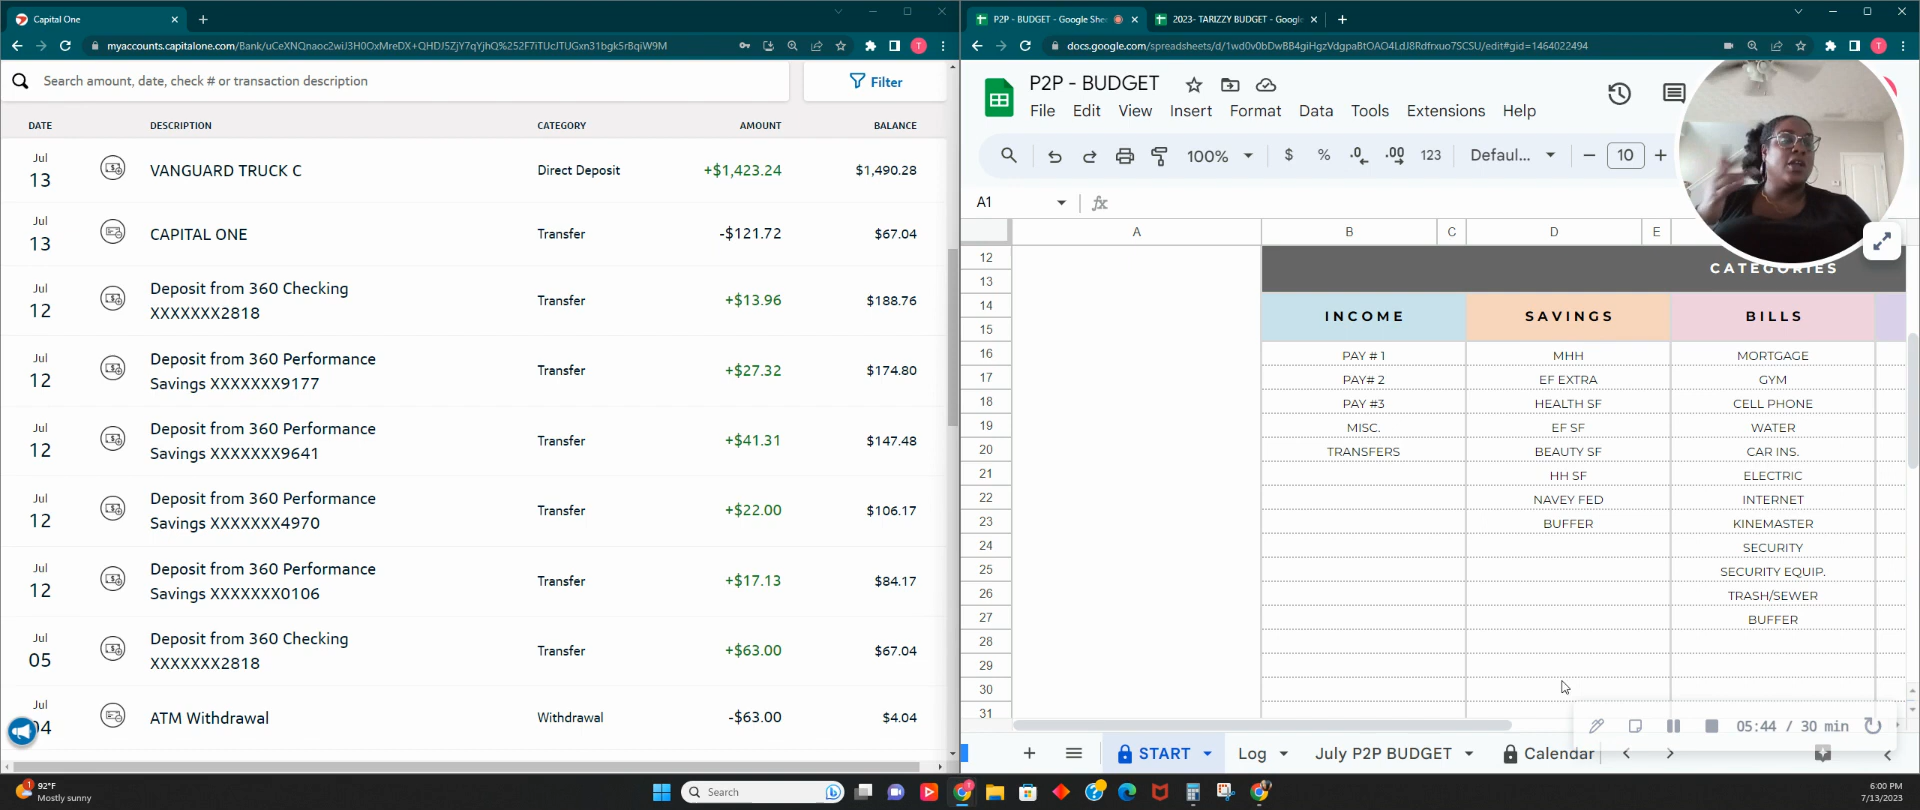 Capital One
myaccounts.capitalone.com/Bank/
Search amount, date, check # or transaction description
Filter
DATE DESCRIPTION CATEGORY AMOUNT BALANCE
Jul 13 VANGUARD TRUCK C Direct Deposit +$1,423.24 $1,490.28
Jul 13 CAPITAL ONE Transfer -$121.72 $67.04
Jul 12 Deposit from 360 Checking
XXXXXXX2818 Transfer +$13.96 $188.76
Jul 12 Deposit from 360 Performance
Savings XXXXXXX9177 Transfer +$27.32 $174.80
Jul 12 Deposit from 360 Performance
Savings XXXXXXX9641 Transfer +$41.31 $147.48
Jul 12 Deposit from 360 Performance
Savings XXXXXXX4970 Transfer +$22.00 $106.17
Jul 12 Deposit from 360 Performance
Savings XXXXXXX0106 Transfer +$17.13 $84.17
Jul 05 Deposit from 360 Checking
XXXXXXX2818 Transfer +$63.00 $67.04
Jul 04 ATM Withdrawal Withdrawal -$63.00 $4.04
P2P - BUDGET - Google She
2023- TARIZZY BUDGET - Google
docs.google.com/spreadsheets/d/
P2P - BUDGET
File Edit View Insert Format Data Tools Extensions Help
100% $ % .0 .00 123 Defaul... 10
A1 fx
A B C D E
12
13 CATEGORIES
14
15 INCOME SAVINGS BILLS
16 PAY # 1 MHH MORTGAGE
17 PAY# 2 EF EXTRA GYM
18 PAY #3 HEALTH SF CELL PHONE
19 MISC. EF SF WATER
20 TRANSFERS BEAUTY SF CAR INS.
21 HH SF ELECTRIC
22 NAVEY FED INTERNET
23 BUFFER KINEMASTER
24 SECURITY
25 SECURITY EQUIP.
26 TRASH/SEWER
27 BUFFER
28
29
30
31
05:44 / 30 min
START Log July P2P BUDGET Calendar
92°F
Mostly sunny
Search
6:00 PM
7/13/2023